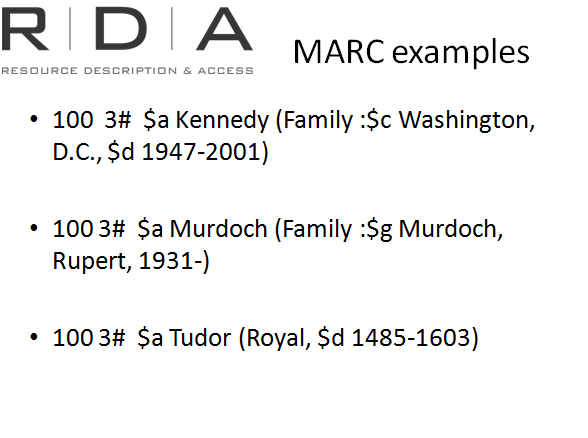 R | D | A
RESOURCE DESCRIPTION & ACCESS
MARC examples
• 100  3#  $a Kennedy (Family :$c Washington,
D.C., $d 1947-2001)
• 100 3#  $a Murdoch (Family :$g Murdoch,
Rupert, 1931-)
• 100 3#  $a Tudor (Royal, $d 1485-1603)